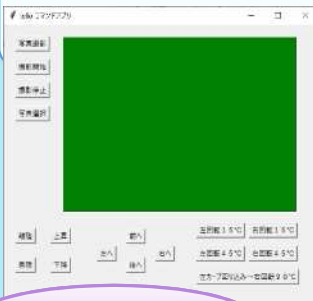 tello コマンドアプリ
写真撮影
撮影開始
撮影停止
写真選択
離陸
上昇
前へ
左回転15°C
右回転15°C
左へ
右へ
左回転45°C
右回転45°C
着陸
下降
後へ
左カーブ回り込み→右回転90°C